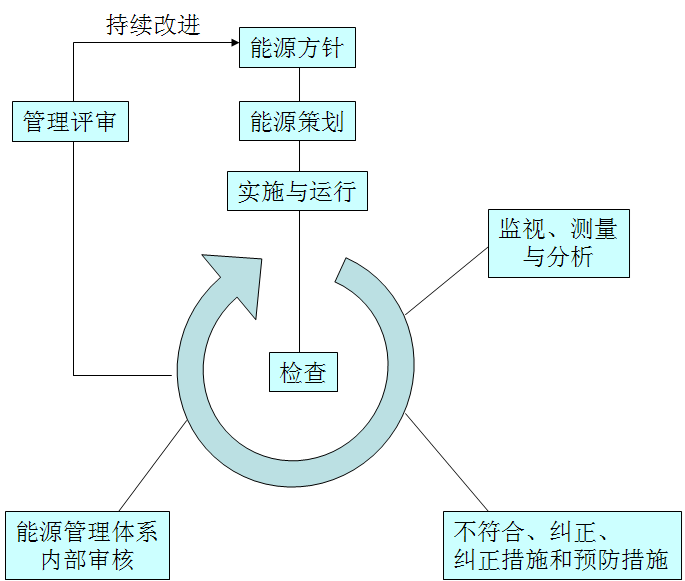 持续改进
能源方针
管理评审
能源策划
实施与运行
监视、测量
与分析
检查
能源管理体系
内部审核
不符合、纠正、
纠正措施和预防措施